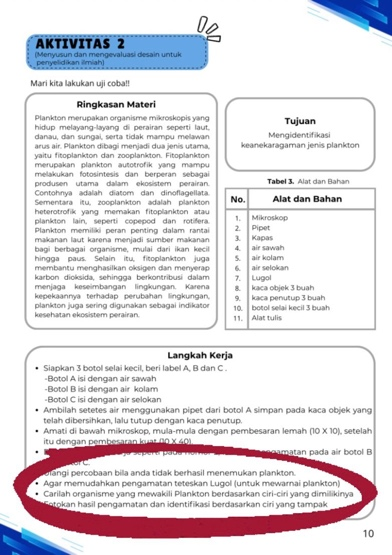 AKTIVITAS 2
(Menyusun dan mengevaluasi desain untuk
penyelidikan ilmiah)
Mari kita lakukan uji coba!!
Ringkasan Materi
Plankton merupakan organisme mikroskopis yang
hidup melayang-layang di perairan seperti laut,
danau, dan sungai, serta tidak mampu melawan
arus air. Plankton dibagi menjadi dua jenis utama,
yaitu fitoplankton dan zooplankton. Fitoplankton
merupakan plankton autotrofik yang mampu
melakukan fotosintesis dan berperan sebagai
produsen utama dalam ekosistem perairan.
Contohnya adalah diatom dan dinoflagellata.
Sementara itu, zooplankton adalah plankton
heterotrofik yang memakan fitoplankton atau
plankton lain, seperti copepod dan rotifera.
Plankton memiliki peran penting dalam rantai
makanan laut karena menjadi sumber makanan
bagi berbagai organisme, mulai dari ikan kecil
hingga paus. Selain itu, fitoplankton juga
membantu menghasilkan oksigen dan menyerap
karbon dioksida, sehingga berkontribusi dalam
menjaga keseimbangan lingkungan. Karena
kepekaannya terhadap perubahan lingkungan,
plankton juga sering digunakan sebagai indikator
kesehatan ekosistem perairan.
Tujuan
Mengidentifikasi
keanekaragaman jenis plankton
Tabel 3. Alat dan Bahan
No. Alat dan Bahan
1. Mikroskop
2. Pipet
3. Kapas
4. air sawah
5. air kolam
6. air selokan
7. Lugol
8. kaca objek 3 buah
9. kaca penutup 3 buah
10. botol selai kecil 3 buah
11. Alat tulis
Langkah Kerja
• Siapkan 3 botol selai kecil, beri label A, B dan C .
-Botol A isi dengan air sawah
-Botol B isi dengan air kolam
-Botol C isi dengan air selokan
• Ambilah setetes air menggunakan pipet dari botol A simpan pada kaca objek yang
telah dibersihkan, lalu tutup dengan kaca penutup.
• Amati di bawah mikroskop, mula-mula dengan pembesaran lemah (10 X 10), setelah
itu dengan pembesaran kuat (10 X 40).
• seperti pada nomor pengamatan pada air botol B
C.
• Ulangi percobaan bila anda tidak berhasil menemukan plankton.
• Agar memudahkan pengamatan teteskan Lugol (untuk mewarnai plankton)
• Carilah organisme yang mewakili Plankton berdasarkan ciri-ciri yang dimilikinya
• Fotokan hasil pengamatan dan identifikasi berdasarkan ciri yang tampak
10